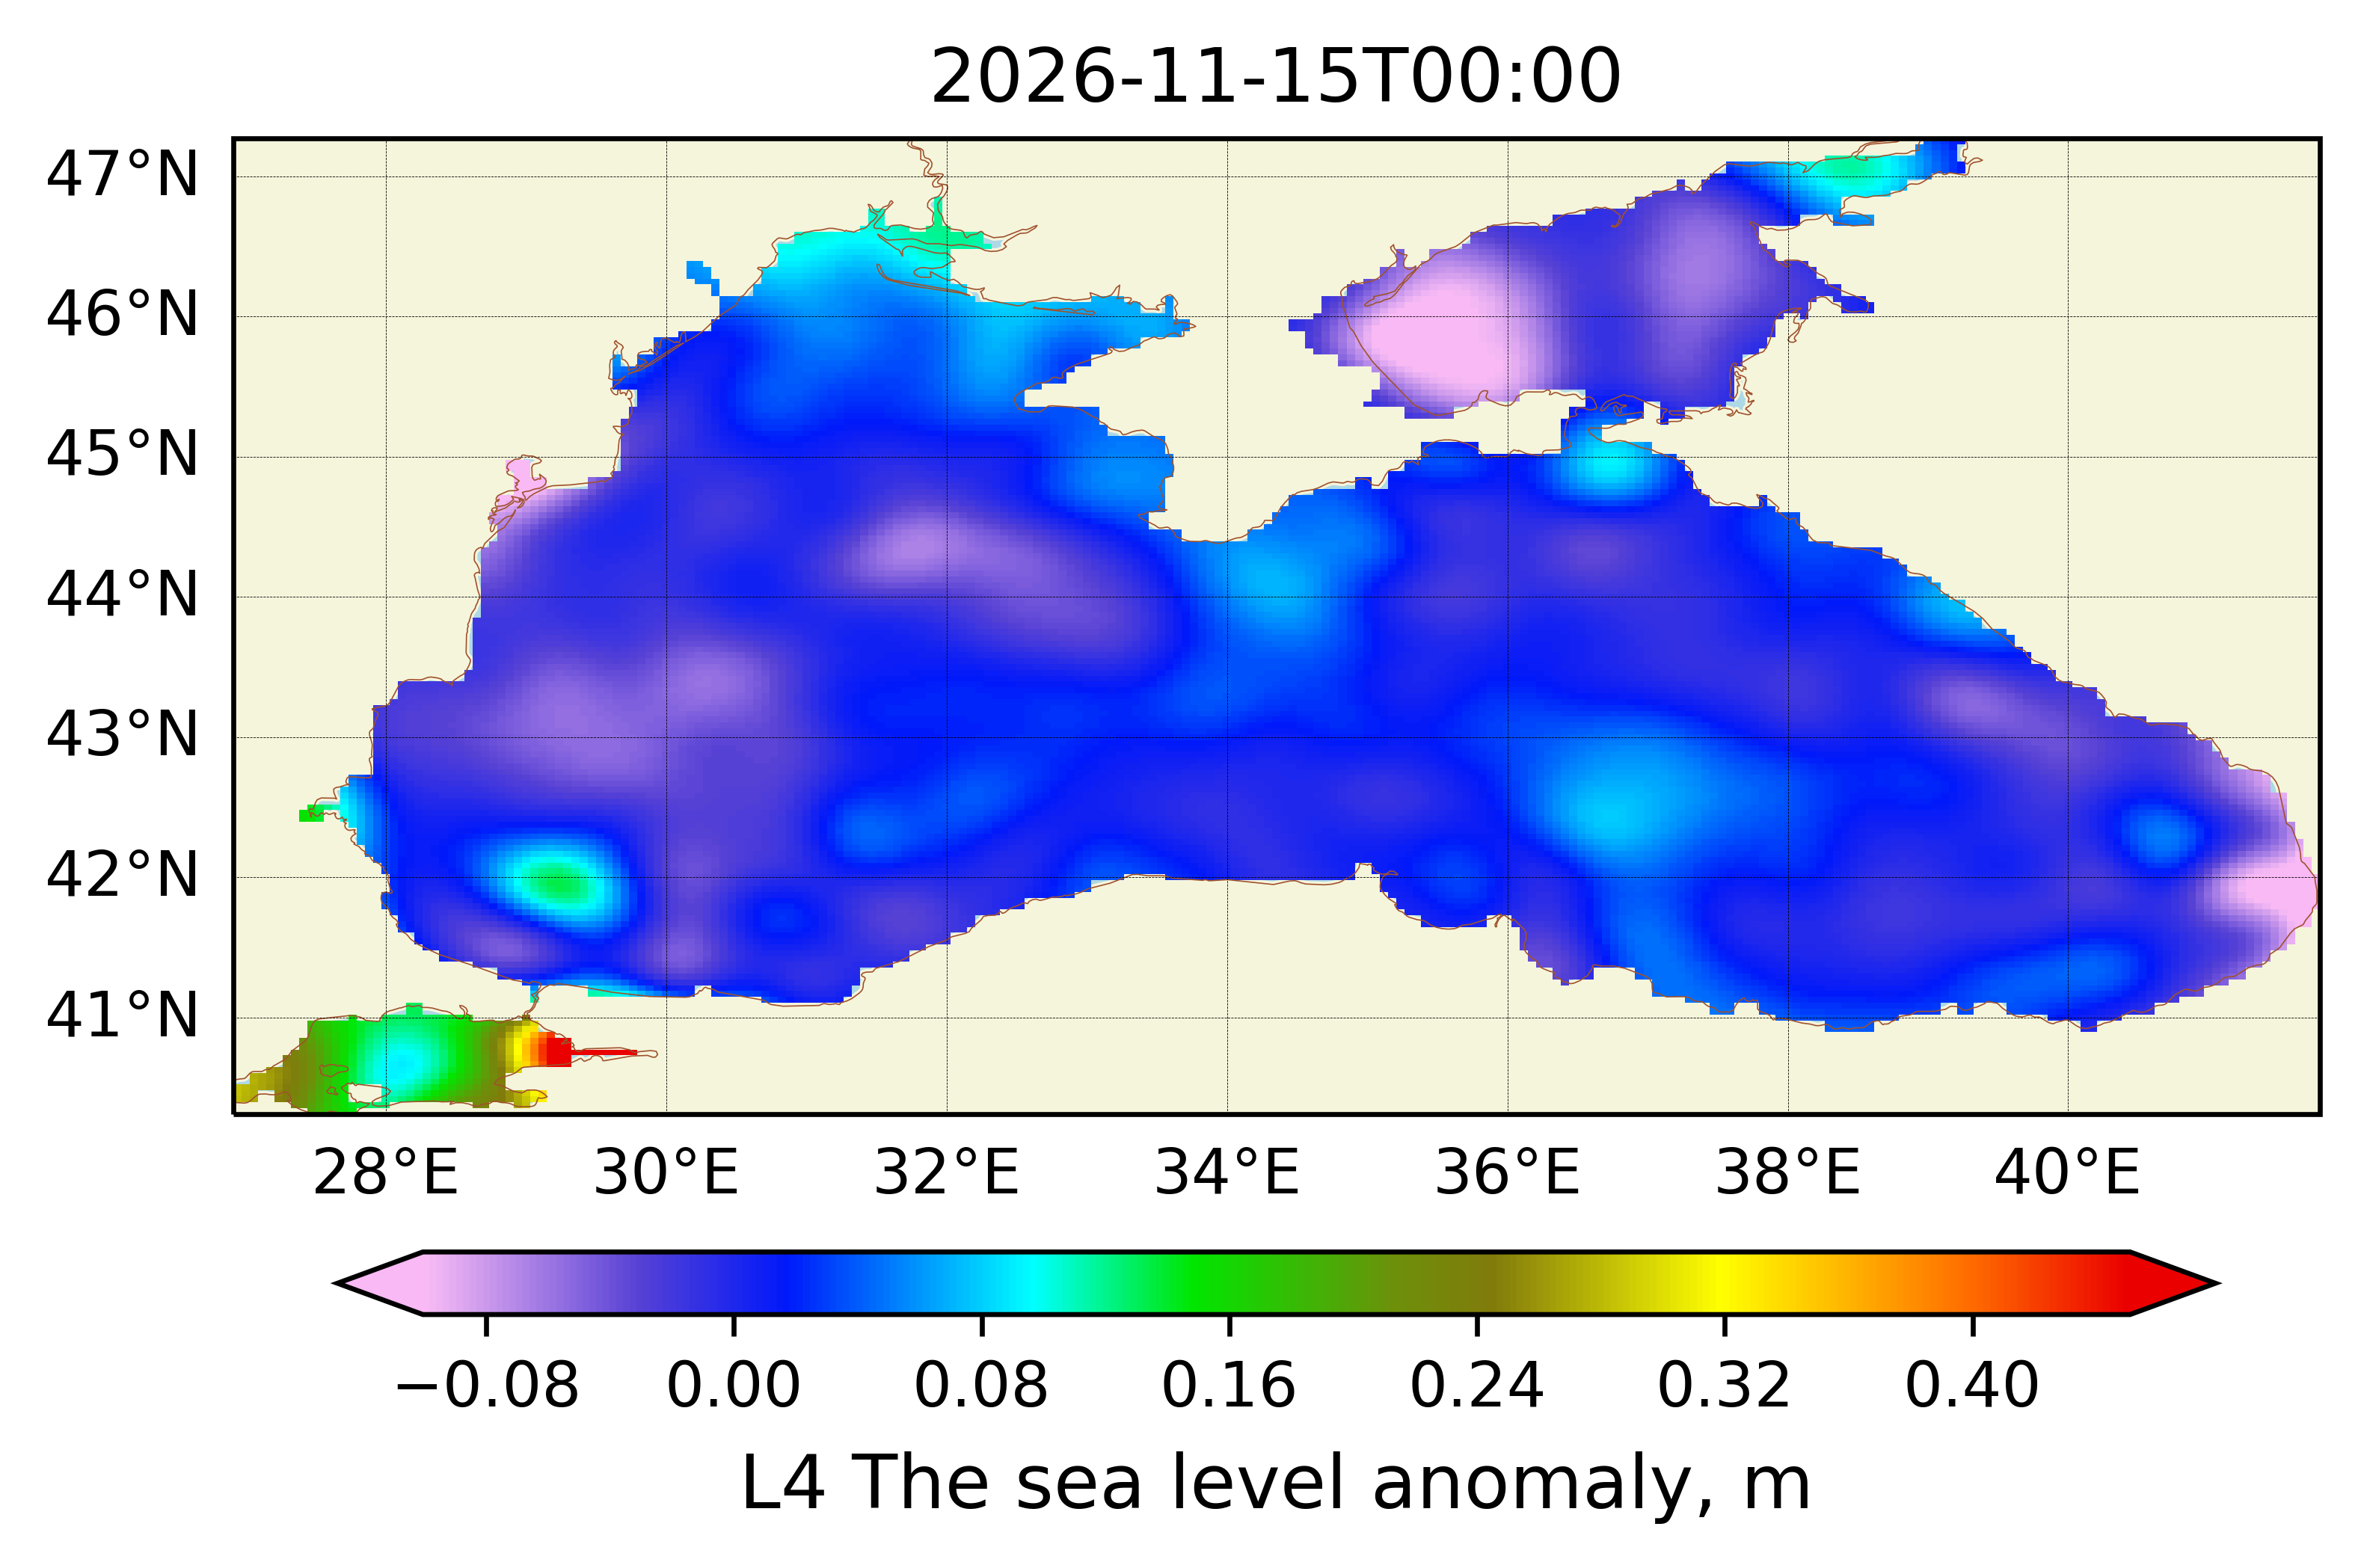 2026-11-15T00:00
47°N
46°N
45°N
44°N
43°N
42°N
41°N
28°E 30°E 32°E 34°E 36°E 38°E 40°E
−0.08 0.00 0.08 0.16 0.24 0.32 0.40
L4 The sea level anomaly, m